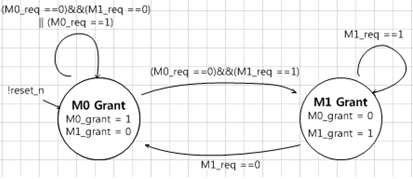 (M0_req ==0)&&(M1_req ==0)
|| (M0_req ==1)
M1_req ==1
(M0_req ==0)&&(M1_req ==1)
!reset_n
M0 Grant
M0_grant = 1
M1_grant = 0
M1 Grant
M0_grant = 0
M1_grant = 1
M1_req ==0